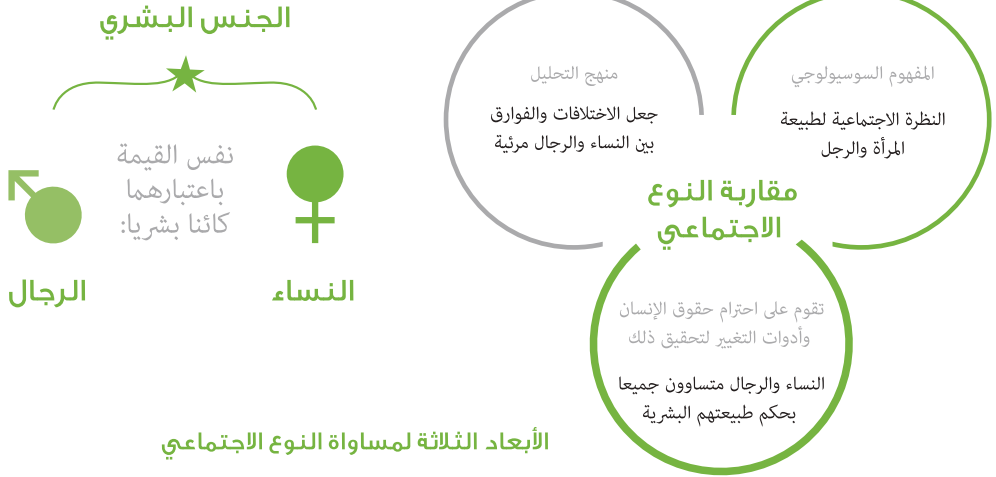 المفهوم السوسيولوجي
النظرة الاجتماعية لطبيعة
المرأة والرجل
منهج التحليل
جعل الاختلافات والفوارق
بين النساء والرجال مرئية
مقاربة النوع
الاجتماعي
تقوم على احترام حقوق الإنسان
وأدوات التغيير لتحقيق ذلك
النساء والرجال متساوون جميعا
بحكم طبيعتهم البشرية
الجنس البشري
نفس القيمة
باعتبارهما
كائنا بشريا:
النساء
الرجال
الأبعاد الثلاثة لمساواة النوع الاجتماعي